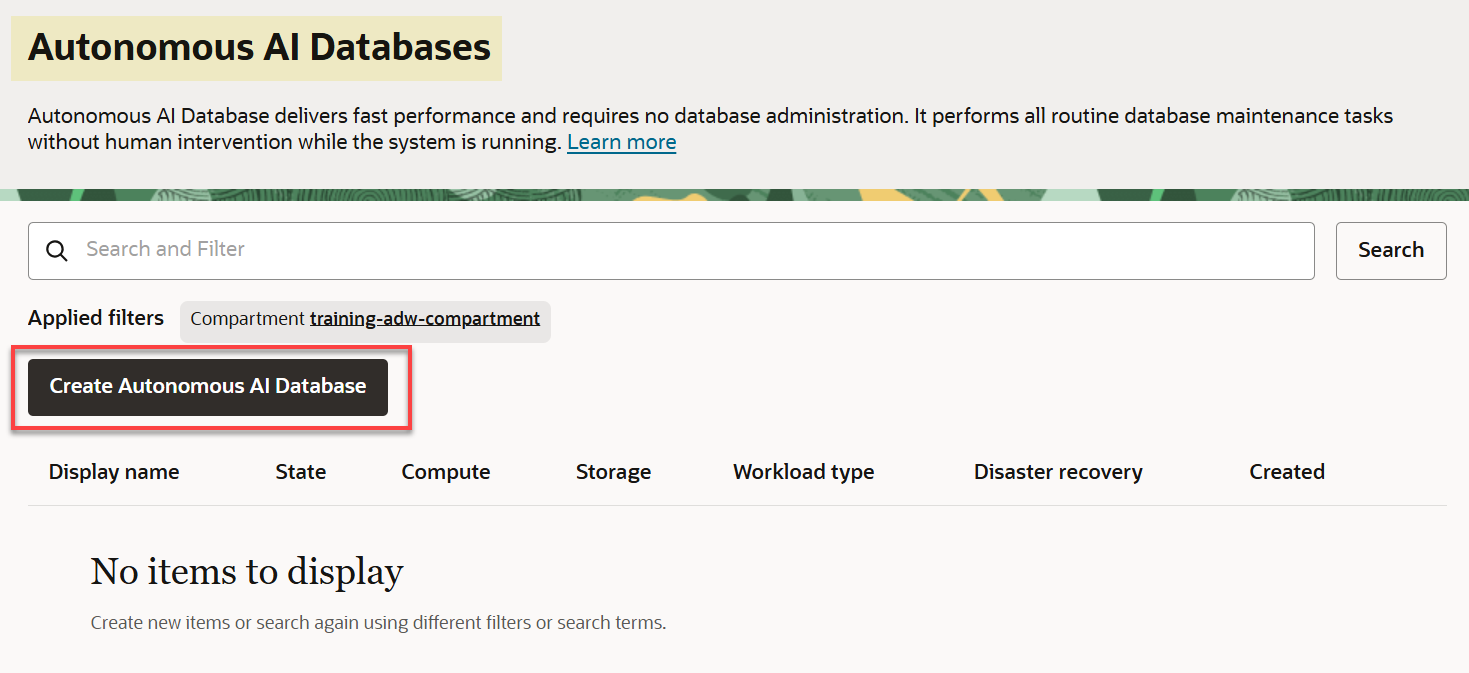 Autonomous AI Databases
Autonomous AI Database delivers fast performance and requires no database administration. It performs all routine database maintenance tasks
without human intervention while the system is running. Learn more
Search and Filter
Search
Applied filters
Compartment training-adw-compartment
Create Autonomous AI Database
Display name State Compute Storage Workload type Disaster recovery Created
No items to display
Create new items or search again using different filters or search terms.